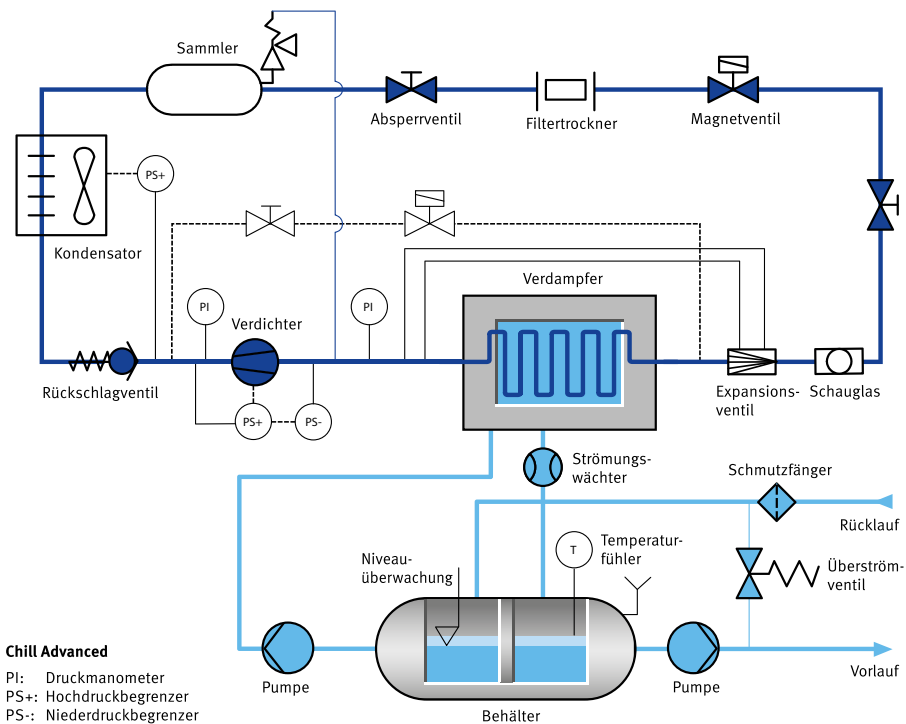 Sammler
Absperrventil
Filtertrockner
Magnetventil
PS+
Kondensator
Verdampfer
PI
PI
Verdichter
Rückschlagventil
Expansions-
ventil
Schauglas
PS+
PS-
Strömungs-
wächter
Schmutzfänger
Rücklauf
Niveau-
überwachung
T
Temperatur-
fühler
Überström-
ventil
Chill Advanced
PI: Druckmanometer
PS+: Hochdruckbegrenzer
PS-: Niederdruckbegrenzer
Pumpe
Behälter
Pumpe
Vorlauf